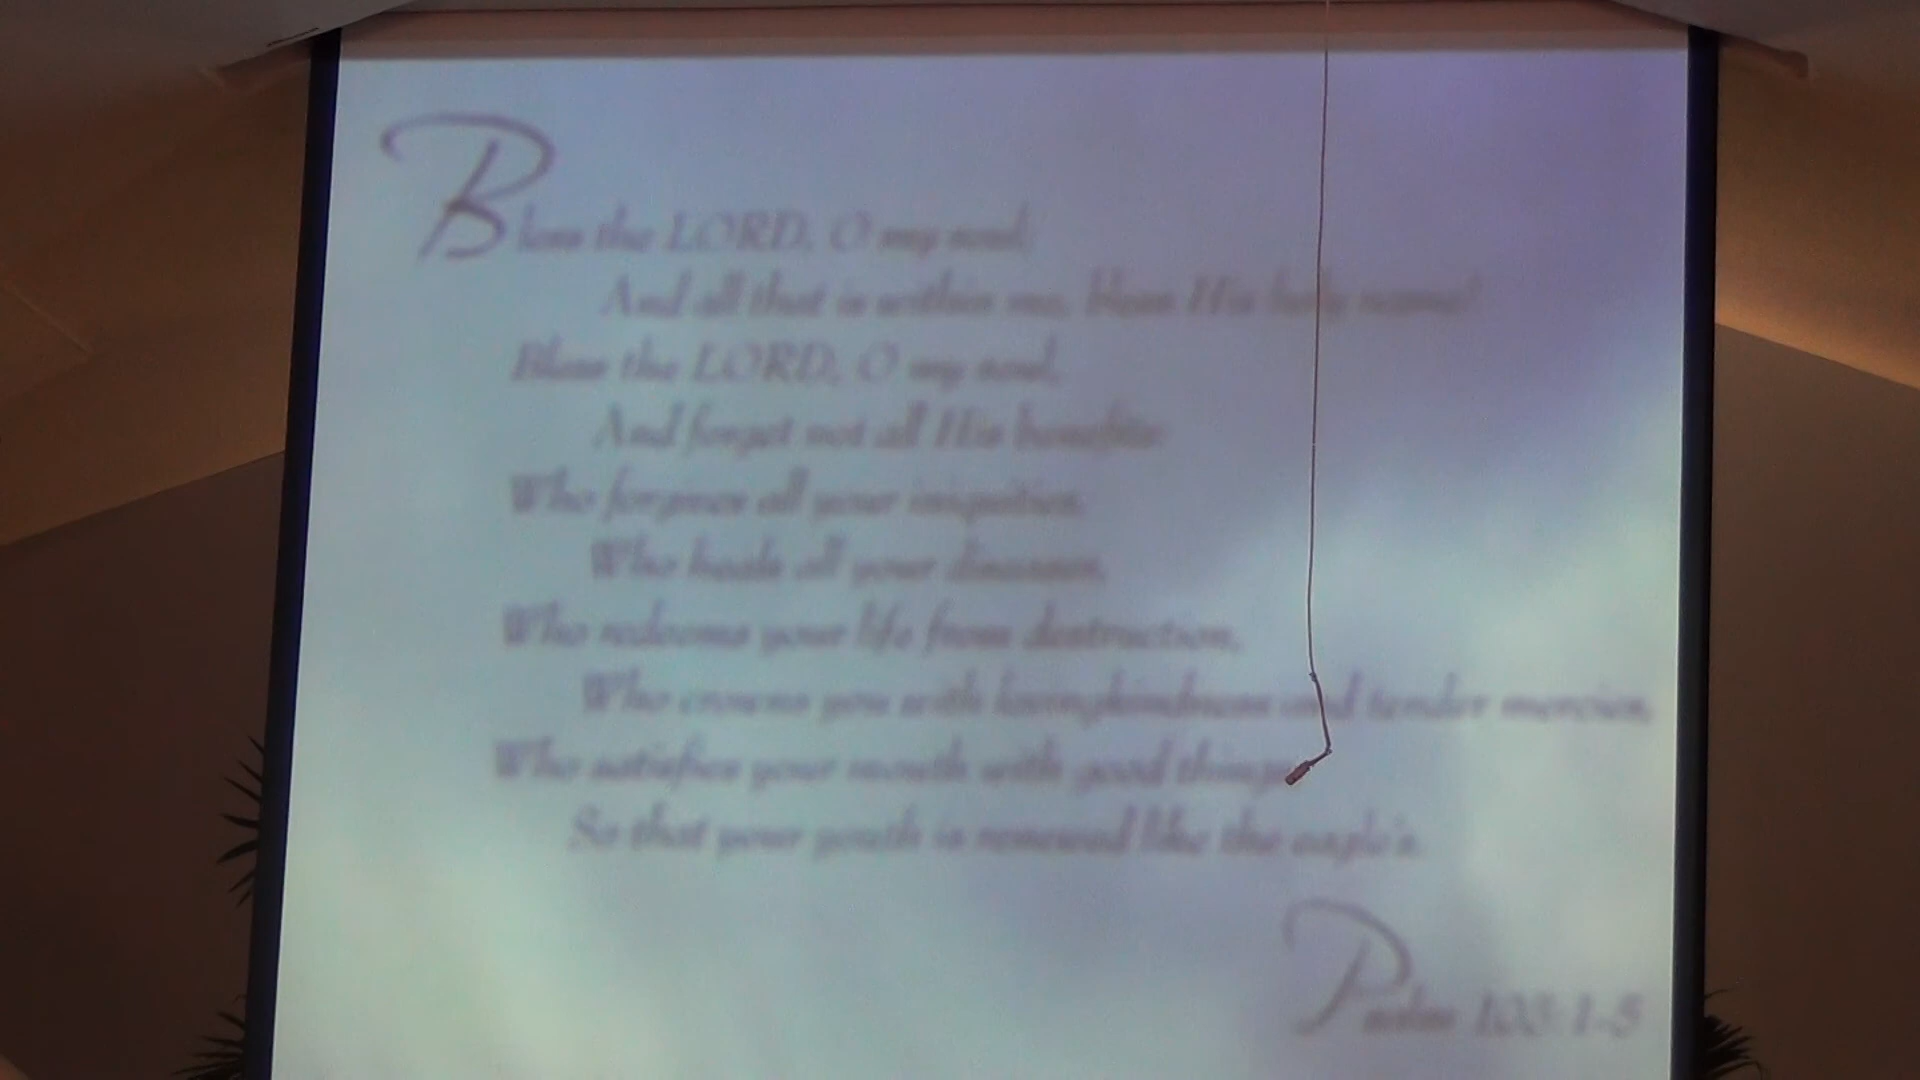 Bless the LORD, O my soul;
And all that is within me, bless His holy name!
Bless the LORD, O my soul,
And forget not all His benefits:
Who forgives all your iniquities,
Who heals all your diseases,
Who redeems your life from destruction,
Who crowns you with lovingkindness and tender mercies,
Who satisfies your mouth with good things
So that your youth is renewed like the eagle's.
Psalm 103:1-5